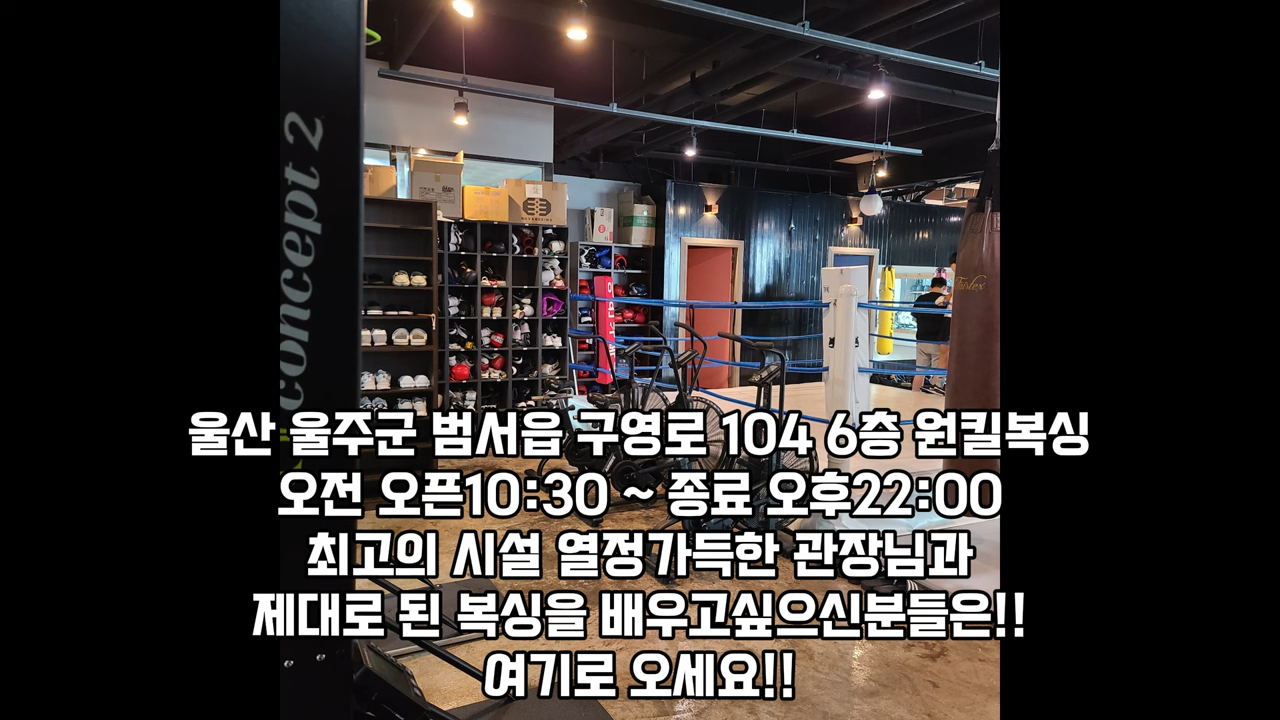 concept 2
Fairtex
울산 울주군 범서읍 구영로 104 6층 원킬복싱
오전 오픈10:30 ~ 종료 오후22:00
최고의 시설 열정가득한 관장님과
제대로 된 복싱을 배우고싶으신분들은!!
여기로 오세요!!